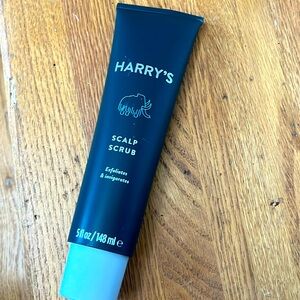 HARRY'S
SCALP
SCRUB
Exfoliates
& invigorates
5 fl oz / 148 ml ℮